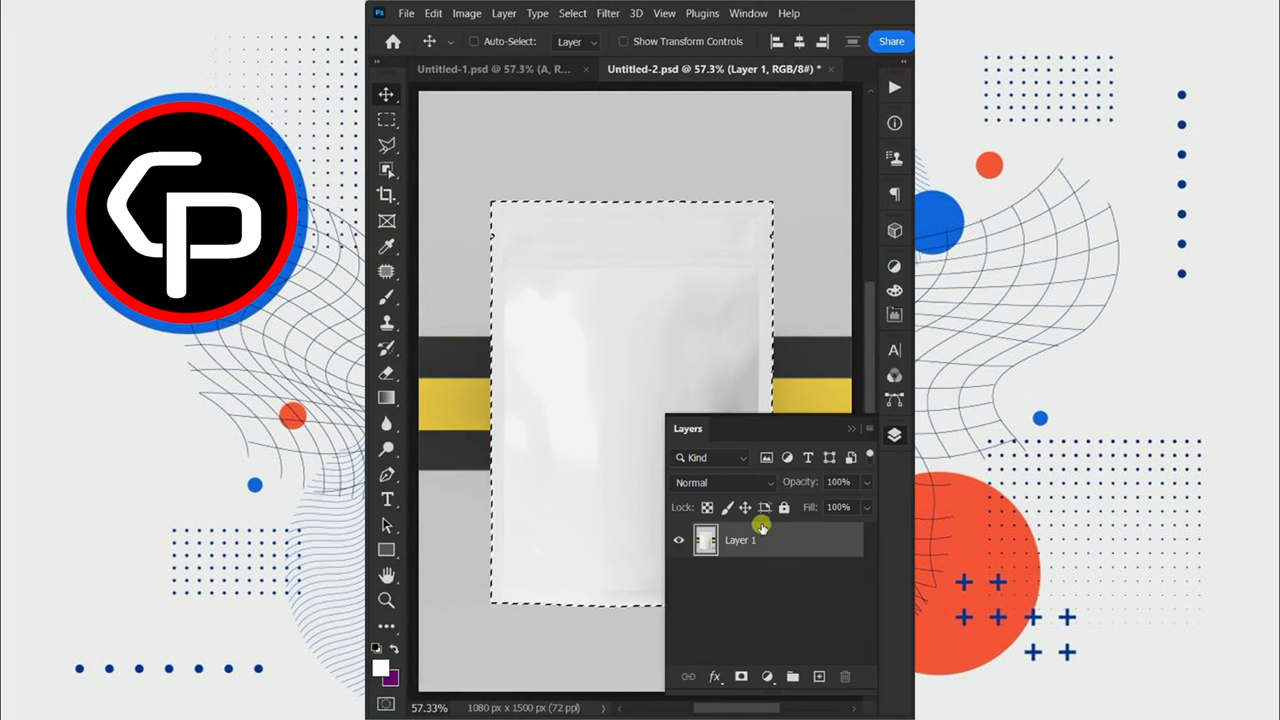 CP
Ps File Edit Image Layer Type Select Filter 3D View Plugins Window Help
Auto-Select: Layer Show Transform Controls Share
Untitled-1.psd @ 57.3% (A, R... × Untitled-2.psd @ 57.3% (Layer 1, RGB/8#) * ×
Layers
Kind
Normal Opacity: 100%
Lock: Fill: 100%
Layer 1
57.33% 1080 px x 1500 px (72 ppi)